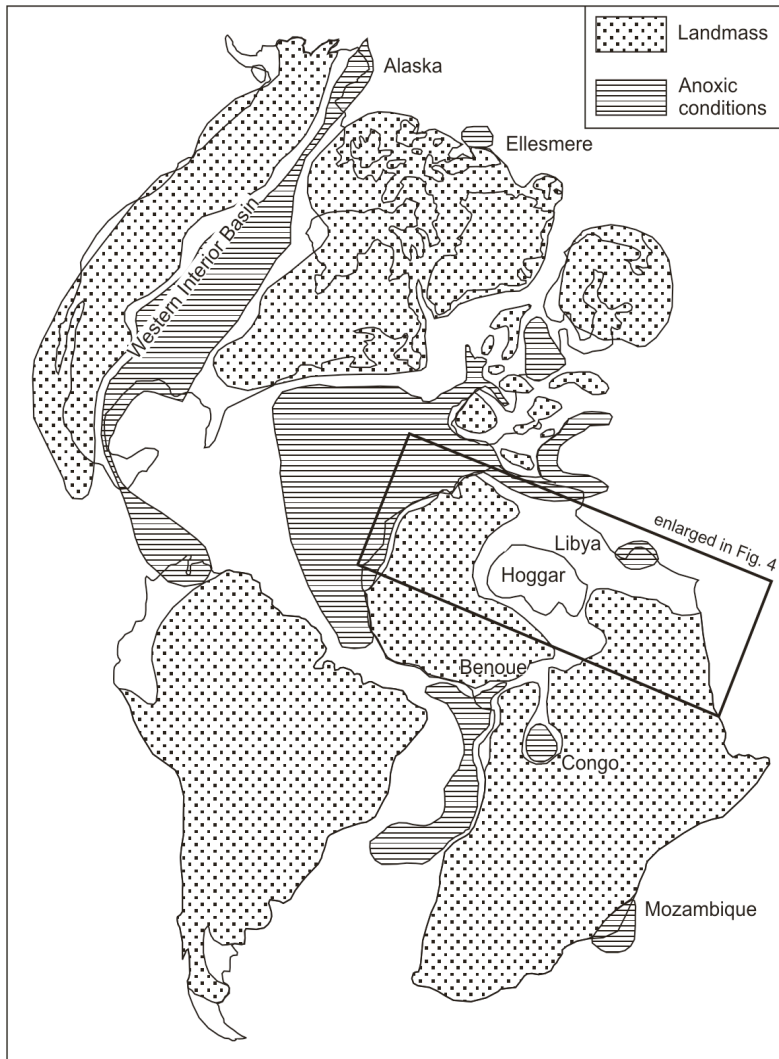 Landmass
Anoxic
conditions
Alaska
Ellesmere
Western Interior Basin
enlarged in Fig. 4
Libya
Hoggar
Benoue
Congo
Mozambique